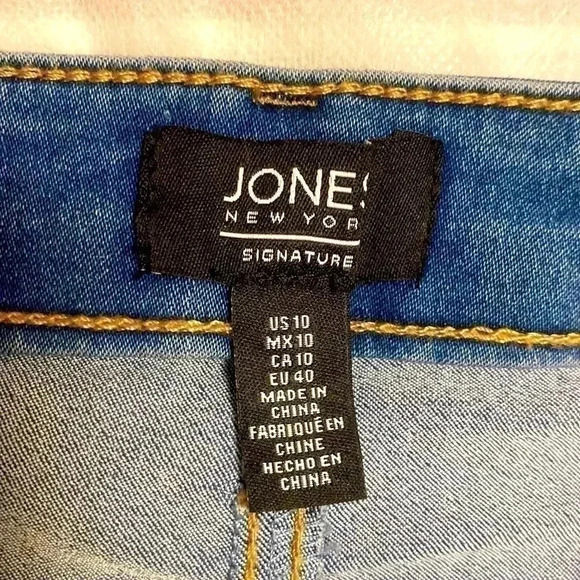 JONES
NEW YOR
SIGNATURE
US 10
MX 10
CA 10
EU 40
MADE IN
CHINA
FABRIQUÉ EN
CHINE
HECHO EN
CHINA